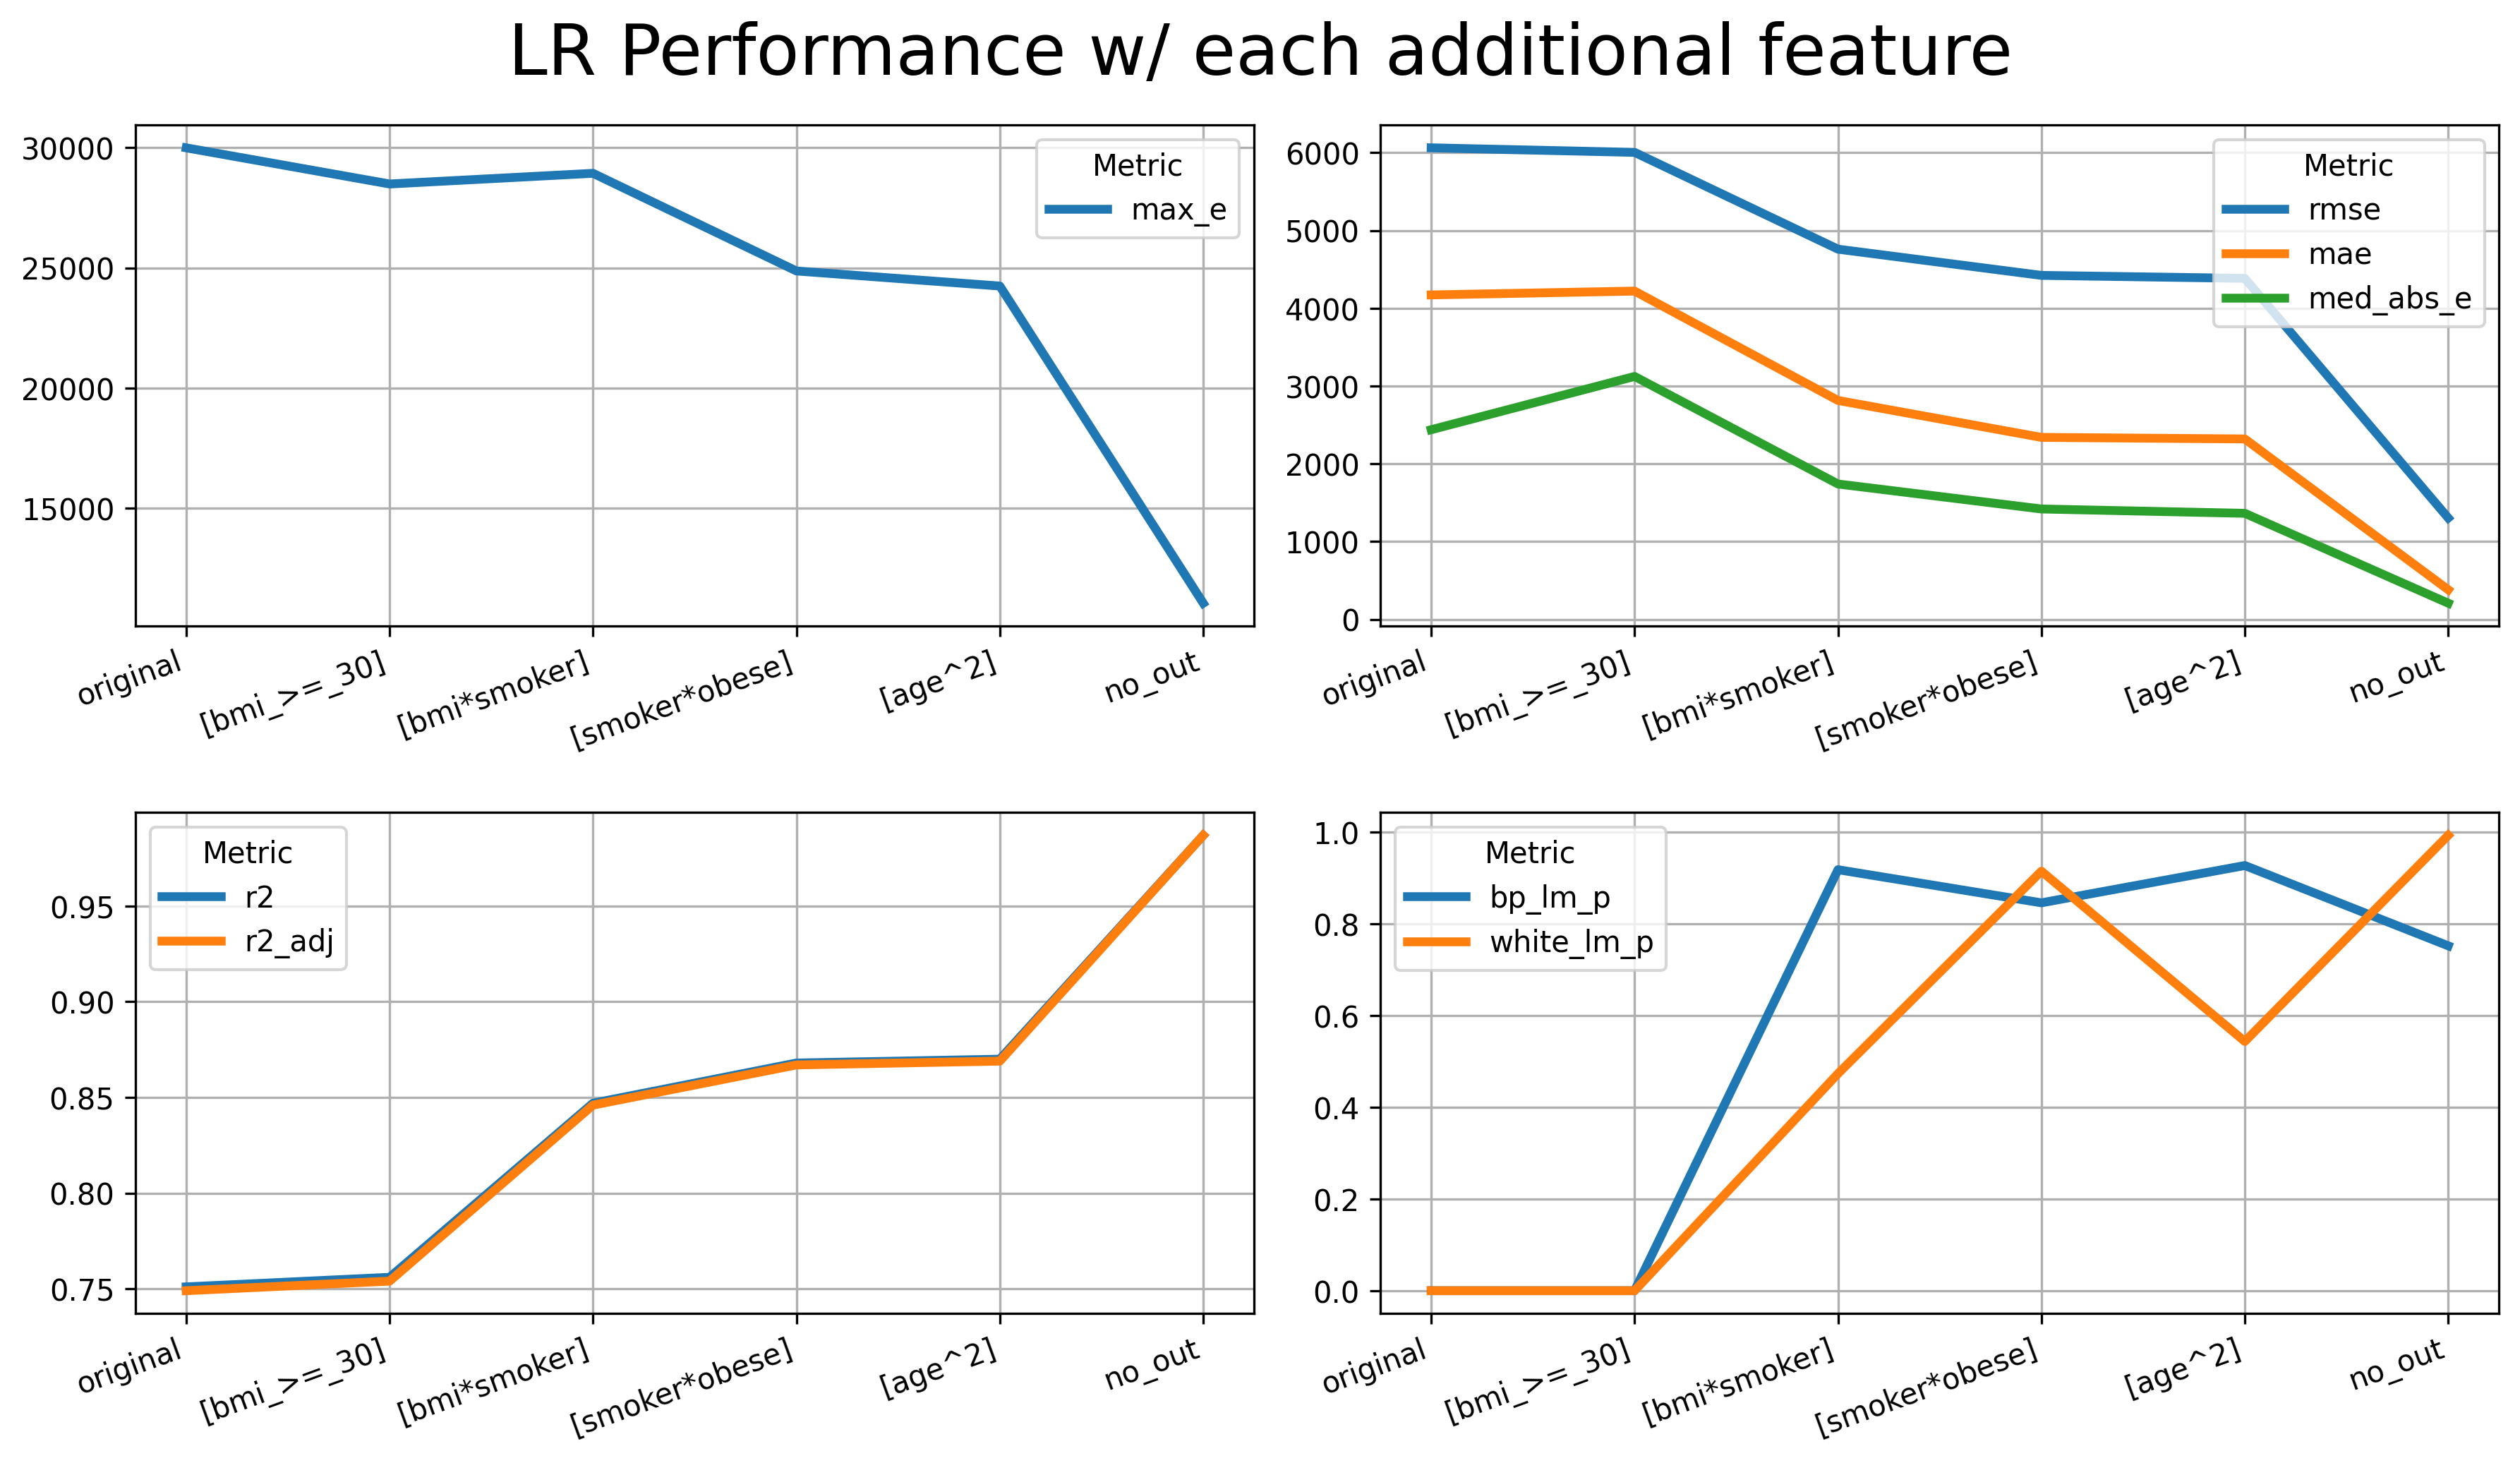 LR Performance w/ each additional feature
30000
25000
20000
15000
Metric
max_e
original
[bmi_>=_30]
[bmi*smoker]
[smoker*obese]
[age^2]
no_out
6000
5000
4000
3000
2000
1000
0
Metric
rmse
mae
med_abs_e
original
[bmi_>=_30]
[bmi*smoker]
[smoker*obese]
[age^2]
no_out
0.95
0.90
0.85
0.80
0.75
Metric
r2
r2_adj
original
[bmi_>=_30]
[bmi*smoker]
[smoker*obese]
[age^2]
no_out
1.0
0.8
0.6
0.4
0.2
0.0
Metric
bp_lm_p
white_lm_p
original
[bmi_>=_30]
[bmi*smoker]
[smoker*obese]
[age^2]
no_out